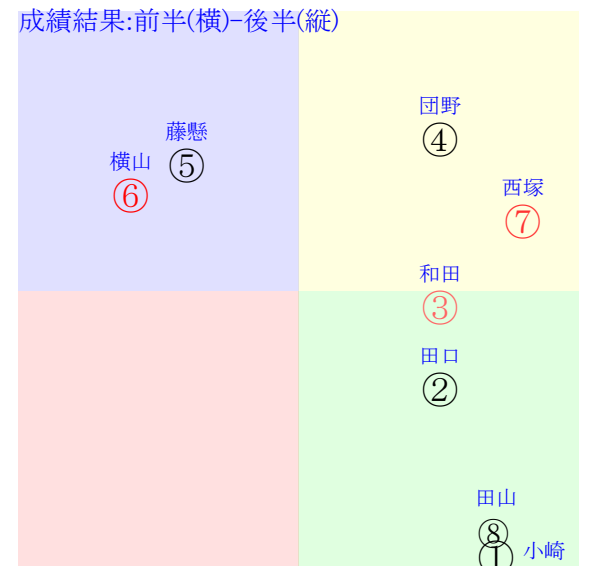 成績結果:前半(横)-後半(縦)
団野
④
藤懸
⑤
横山
⑥
西塚
⑦
和田
③
田口
②
田山
⑧
小崎
①